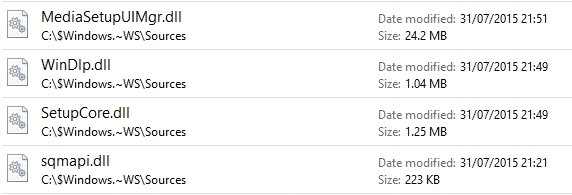 MediaSetupUIMgr.dll Date modified: 31/07/2015 21:51
C:\$Windows.~WS\Sources Size: 24.2 MB
WinDlp.dll Date modified: 31/07/2015 21:49
C:\$Windows.~WS\Sources Size: 1.04 MB
SetupCore.dll Date modified: 31/07/2015 21:49
C:\$Windows.~WS\Sources Size: 1.25 MB
sqmapi.dll Date modified: 31/07/2015 21:21
C:\$Windows.~WS\Sources Size: 223 KB